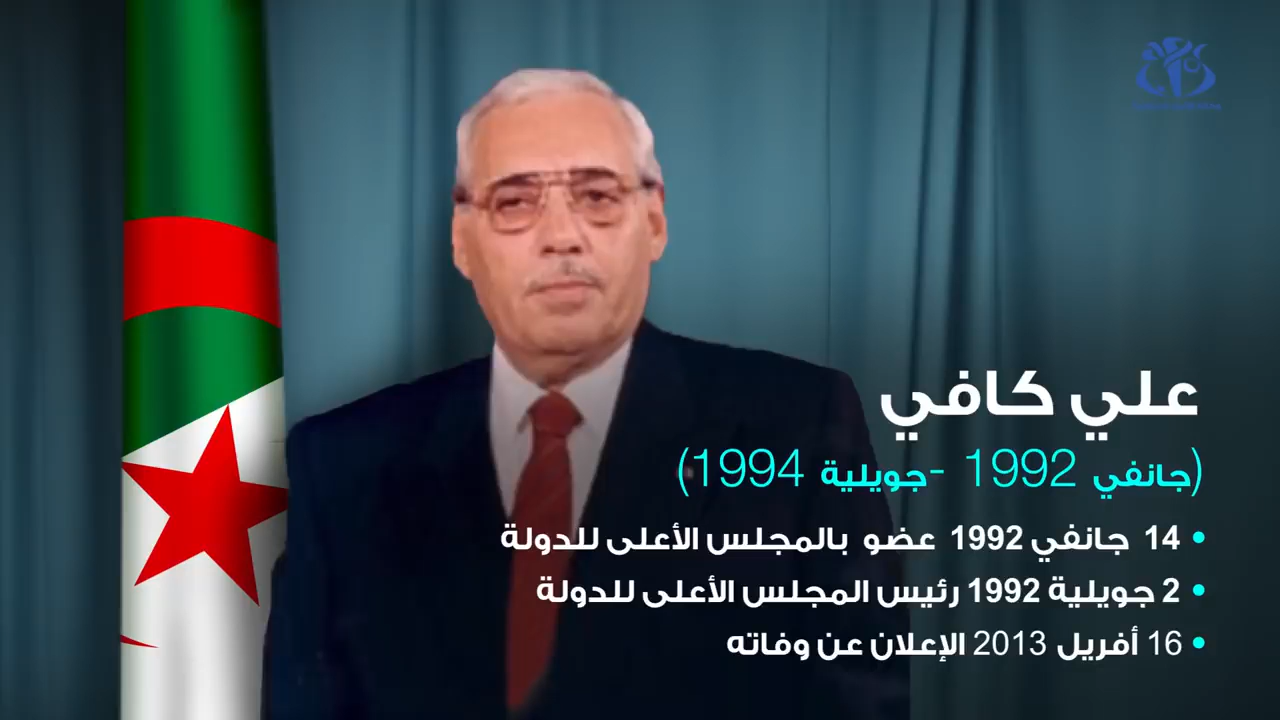 علي كافي
(جانفي 1992 -جويلية 1994)
• 14 جانفي 1992 عضو بالمجلس الأعلى للدولة
• 2 جويلية 1992 رئيس المجلس الأعلى للدولة
• 16 أفريل 2013 الإعلان عن وفاته